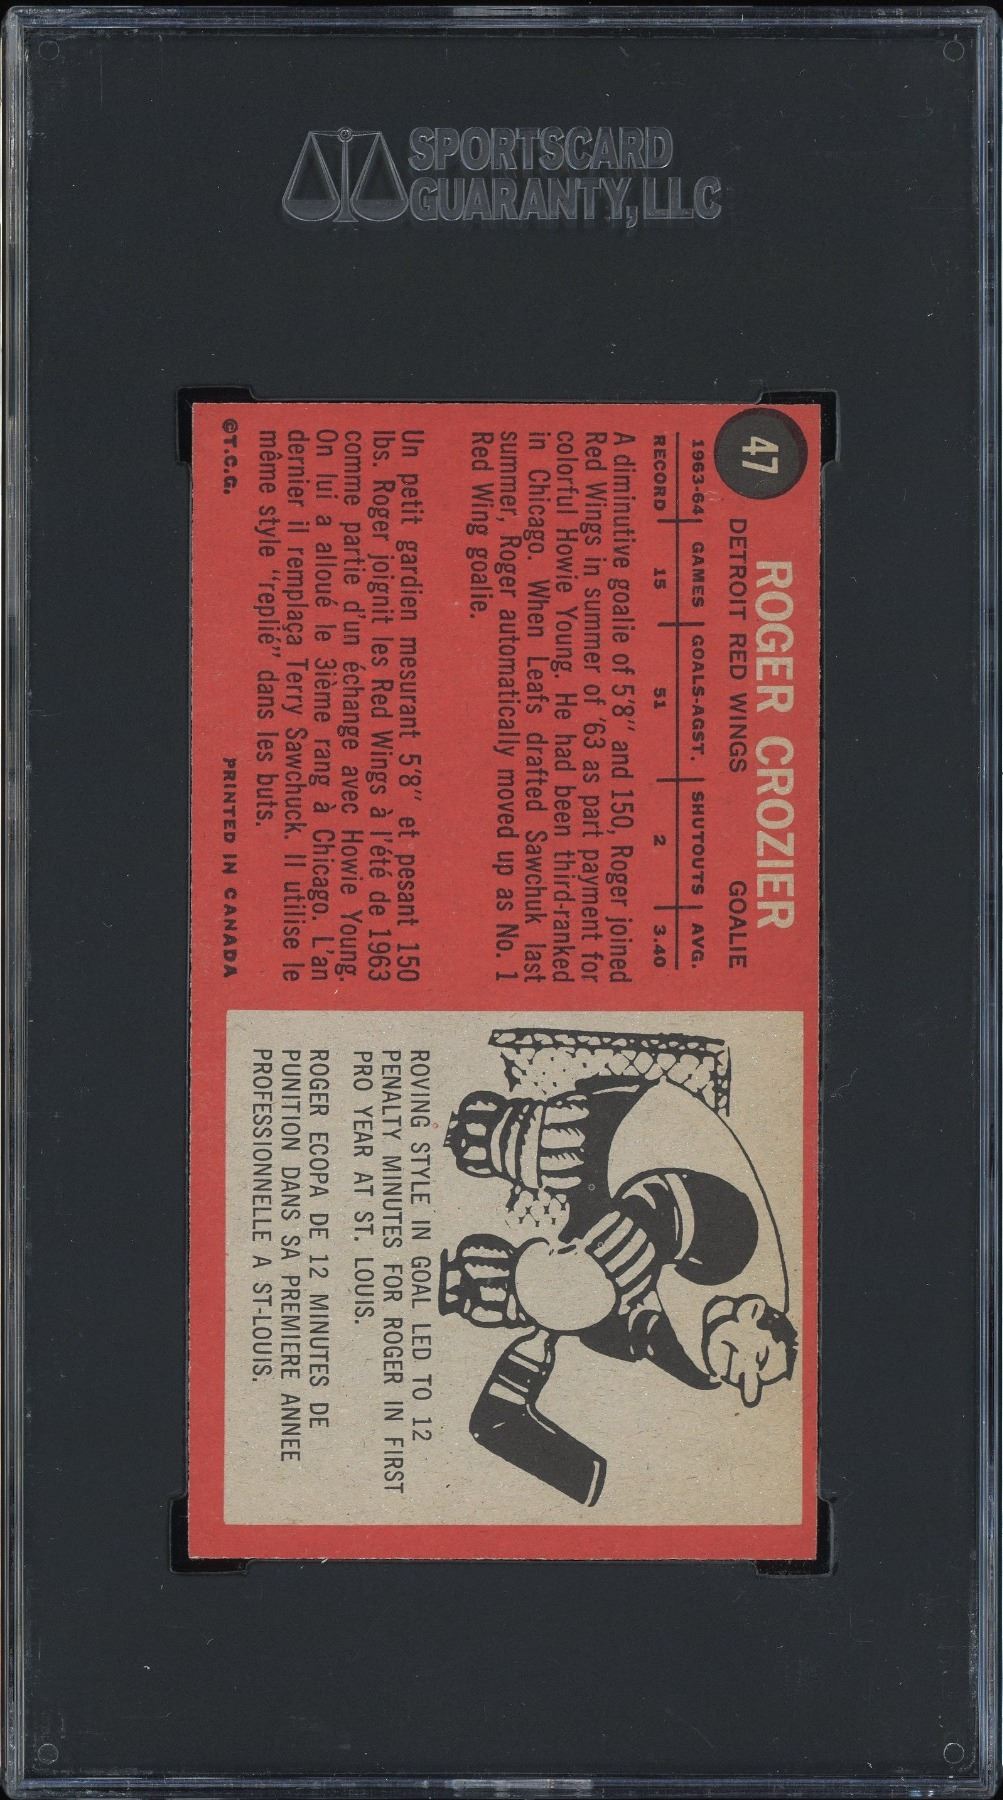 SPORTSCARD
GUARANTY, LLC
47
ROGER CROZIER
DETROIT RED WINGS GOALIE
1963-64 GAMES GOALS-AGST. SHUTOUTS AVG.
RECORD 15 51 2 3.40
A diminutive goalie of 5'8" and 150, Roger joined
Red Wings in summer of '63 as part payment for
colorful Howie Young. He had been third-ranked
in Chicago. When Leafs drafted Sawchuk last
summer, Roger automatically moved up as No. 1
Red Wing goalie.
Un petit gardien mesurant 5'8" et pesant 150
lbs. Roger joignit les Red Wings à l'été de 1963
comme partie d'un échange avec Howie Young.
On lui a alloué le 3ième rang à Chicago. L'an
dernier il remplaça Terry Sawchuck. Il utilise le
même style "replié" dans les buts.
©T.C.G. PRINTED IN CANADA
ROVING STYLE IN GOAL LED TO 12
PENALTY MINUTES FOR ROGER IN FIRST
PRO YEAR AT ST. LOUIS.
ROGER ECOPA DE 12 MINUTES DE
PUNITION DANS SA PREMIERE ANNEE
PROFESSIONNELLE A ST-LOUIS.